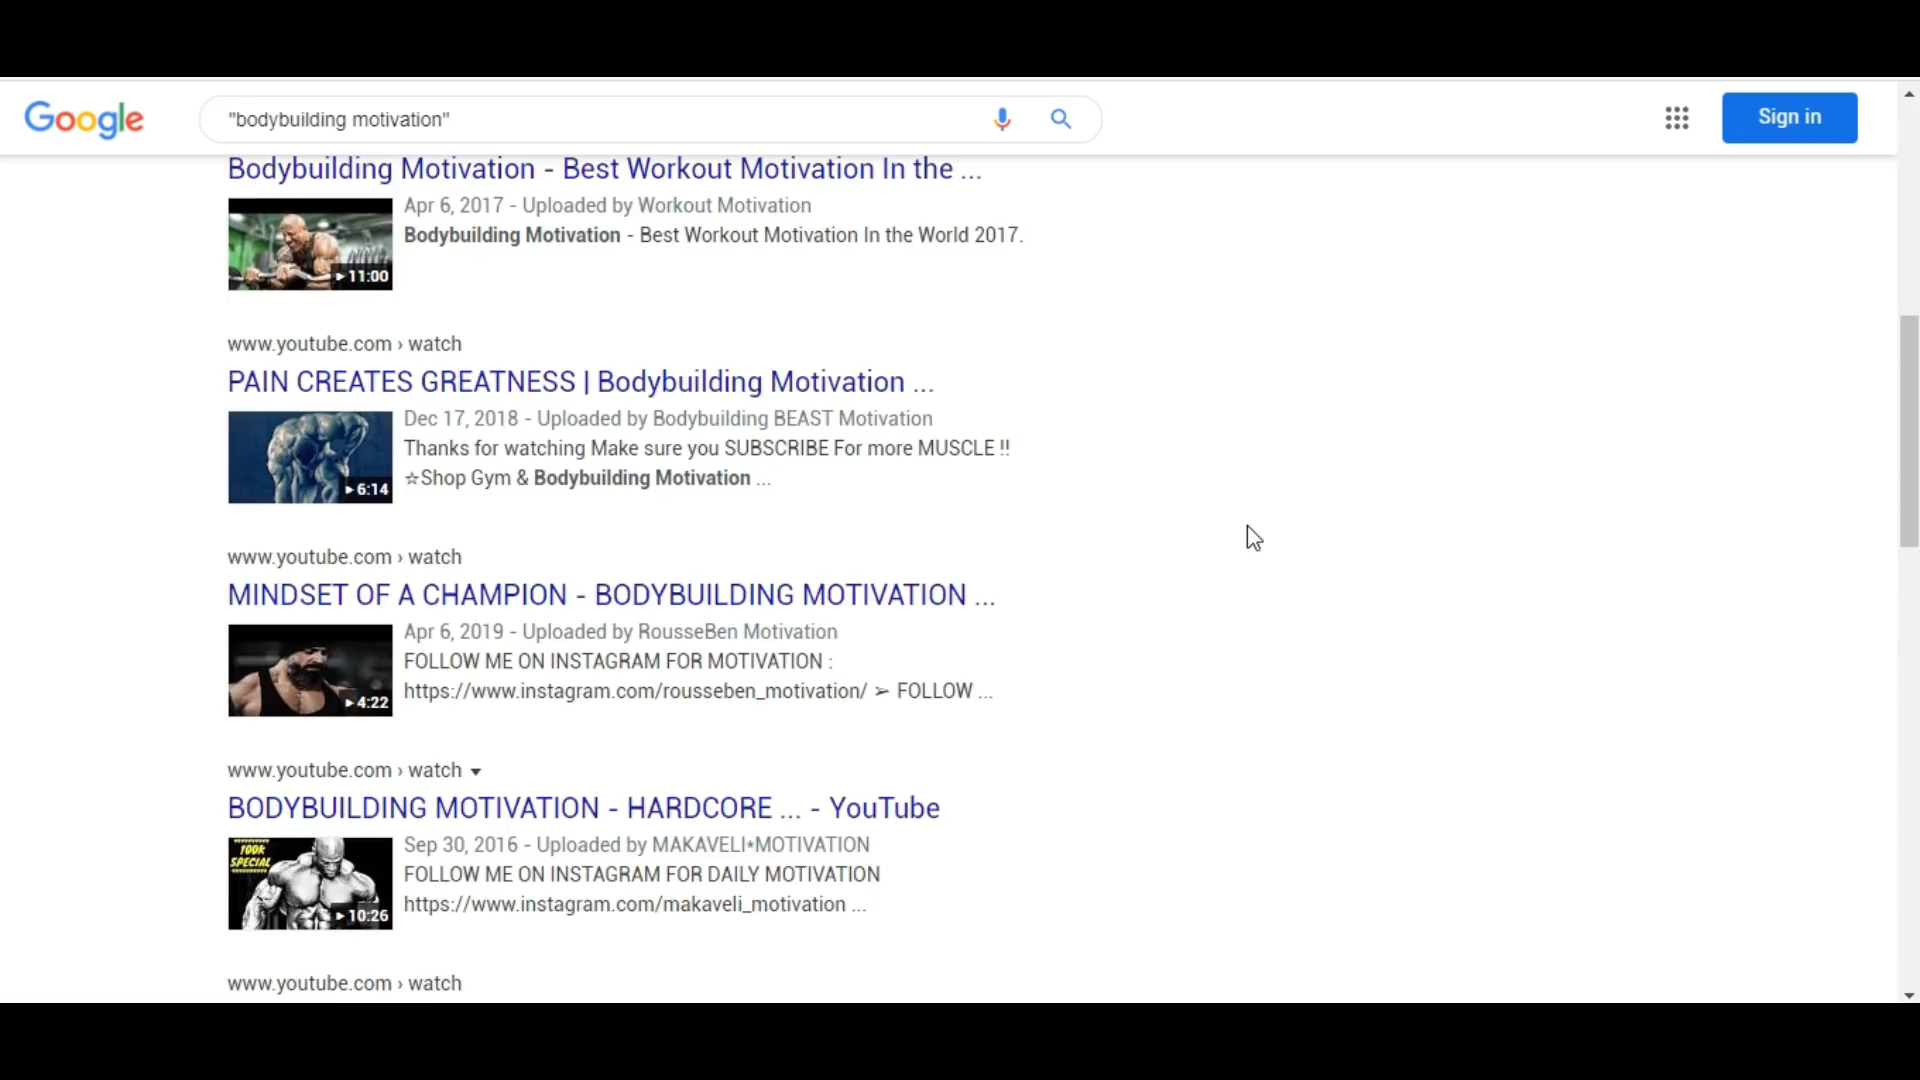 Google
"bodybuilding motivation"
Sign in
Bodybuilding Motivation - Best Workout Motivation In the ...
Apr 6, 2017 - Uploaded by Workout Motivation
Bodybuilding Motivation - Best Workout Motivation In the World 2017.
11:00
www.youtube.com › watch
PAIN CREATES GREATNESS | Bodybuilding Motivation ...
Dec 17, 2018 - Uploaded by Bodybuilding BEAST Motivation
Thanks for watching Make sure you SUBSCRIBE For more MUSCLE !!
☆Shop Gym & Bodybuilding Motivation ...
6:14
www.youtube.com › watch
MINDSET OF A CHAMPION - BODYBUILDING MOTIVATION ...
Apr 6, 2019 - Uploaded by RousseBen Motivation
FOLLOW ME ON INSTAGRAM FOR MOTIVATION :
https://www.instagram.com/rousseben_motivation/ ➢ FOLLOW ...
4:22
www.youtube.com › watch
BODYBUILDING MOTIVATION - HARDCORE ... - YouTube
Sep 30, 2016 - Uploaded by MAKAVELI⋆MOTIVATION
100K
SPECIAL
FOLLOW ME ON INSTAGRAM FOR DAILY MOTIVATION
https://www.instagram.com/makaveli_motivation ...
10:26
www.youtube.com › watch